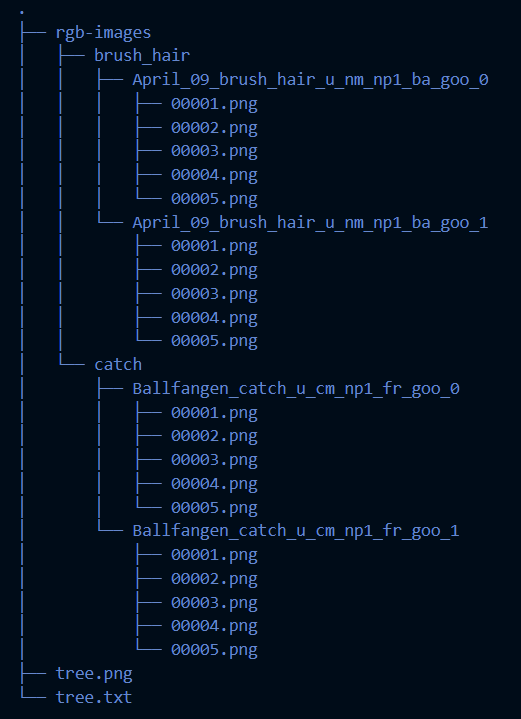 .
├── rgb-images
│   ├── brush_hair
│   │   ├── April_09_brush_hair_u_nm_np1_ba_goo_0
│   │   │   ├── 00001.png
│   │   │   ├── 00002.png
│   │   │   ├── 00003.png
│   │   │   ├── 00004.png
│   │   │   └── 00005.png
│   │   └── April_09_brush_hair_u_nm_np1_ba_goo_1
│   │       ├── 00001.png
│   │       ├── 00002.png
│   │       ├── 00003.png
│   │       ├── 00004.png
│   │       └── 00005.png
│   └── catch
│       ├── Ballfangen_catch_u_cm_np1_fr_goo_0
│       │   ├── 00001.png
│       │   ├── 00002.png
│       │   ├── 00003.png
│       │   ├── 00004.png
│       │   └── 00005.png
│       └── Ballfangen_catch_u_cm_np1_fr_goo_1
│           ├── 00001.png
│           ├── 00002.png
│           ├── 00003.png
│           ├── 00004.png
│           └── 00005.png
├── tree.png
└── tree.txt